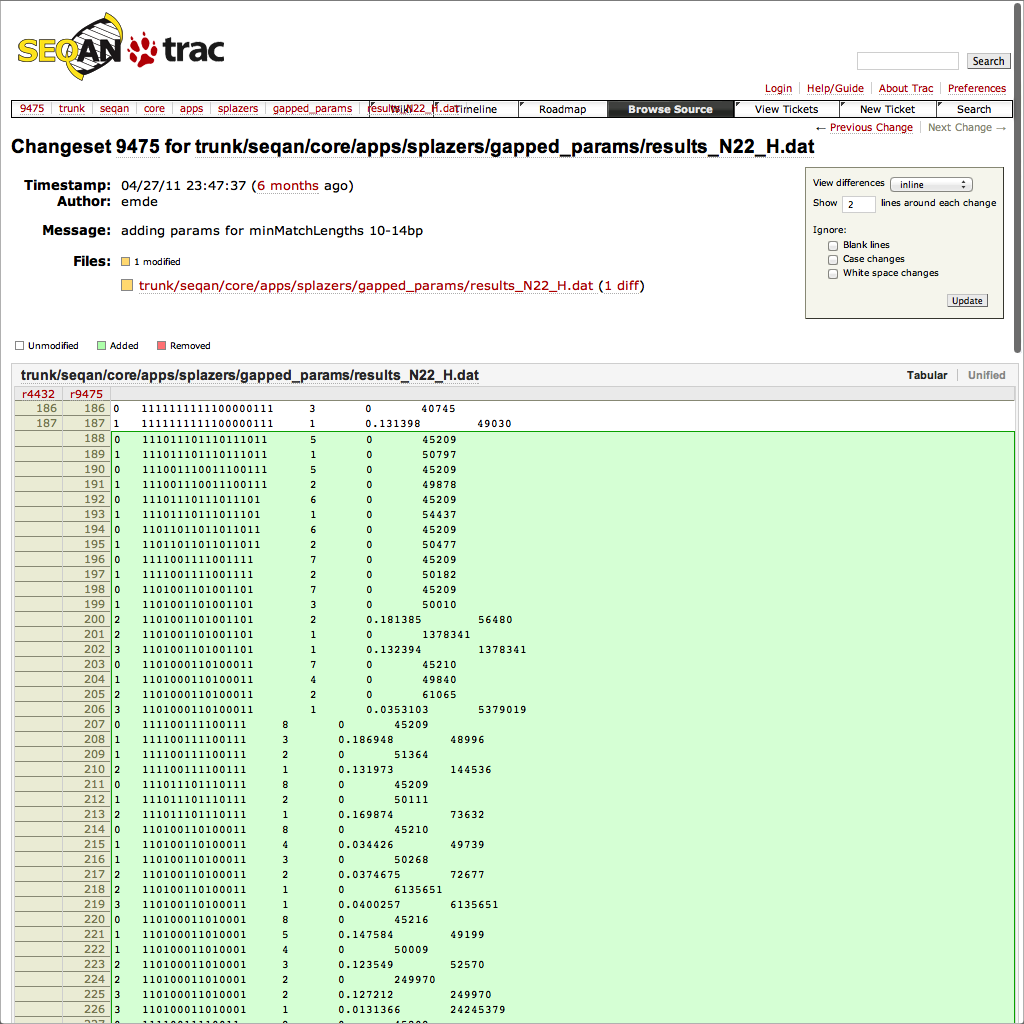 SEQAN trac
Search
Login Help/Guide About Trac Preferences
9475 trunk seqan core apps splazers gapped_params results_N22_H.dat Wiki Timeline Roadmap Browse Source View Tickets New Ticket Search
← Previous Change Next Change →
Changeset 9475 for trunk/seqan/core/apps/splazers/gapped_params/results_N22_H.dat
Timestamp: 04/27/11 23:47:37 (6 months ago)
Author: emde
Message: adding params for minMatchLengths 10-14bp
Files: 1 modified
trunk/seqan/core/apps/splazers/gapped_params/results_N22_H.dat (1 diff)
View differences inline
Show 2 lines around each change
Ignore:
Blank lines
Case changes
White space changes
Update
Unmodified Added Removed
trunk/seqan/core/apps/splazers/gapped_params/results_N22_H.dat Tabular Unified
r4432 r9475
186 186 0 1111111111100000111 3 0 40745
187 187 1 1111111111100000111 1 0.131398 49030
188 0 111011101110111011 5 0 45209
189 1 111011101110111011 1 0 50797
190 0 111001110011100111 5 0 45209
191 1 111001110011100111 2 0 49878
192 0 11101110111011101 6 0 45209
193 1 11101110111011101 1 0 54437
194 0 11011011011011011 6 0 45209
195 1 11011011011011011 2 0 50477
196 0 1111001111001111 7 0 45209
197 1 1111001111001111 2 0 50182
198 0 1101001101001101 7 0 45209
199 1 1101001101001101 3 0 50010
200 2 1101001101001101 2 0.181385 56480
201 2 1101001101001101 1 0 1378341
202 3 1101001101001101 1 0.132394 1378341
203 0 1101000110100011 7 0 45210
204 1 1101000110100011 4 0 49840
205 2 1101000110100011 2 0 61065
206 3 1101000110100011 1 0.0353103 5379019
207 0 111100111100111 8 0 45209
208 1 111100111100111 3 0.186948 48996
209 1 111100111100111 2 0 51364
210 2 111100111100111 1 0.131973 144536
211 0 111011101110111 8 0 45209
212 1 111011101110111 2 0 50111
213 2 111011101110111 1 0.169874 73632
214 0 110100110100011 8 0 45210
215 1 110100110100011 4 0.034426 49739
216 1 110100110100011 3 0 50268
217 2 110100110100011 2 0.0374675 72677
218 2 110100110100011 1 0 6135651
219 3 110100110100011 1 0.0400257 6135651
220 0 110100011010001 8 0 45216
221 1 110100011010001 5 0.147584 49199
222 1 110100011010001 4 0 50009
223 2 110100011010001 3 0.123549 52570
224 2 110100011010001 2 0 249970
225 3 110100011010001 2 0.127212 249970
226 3 110100011010001 1 0.0131366 24245379